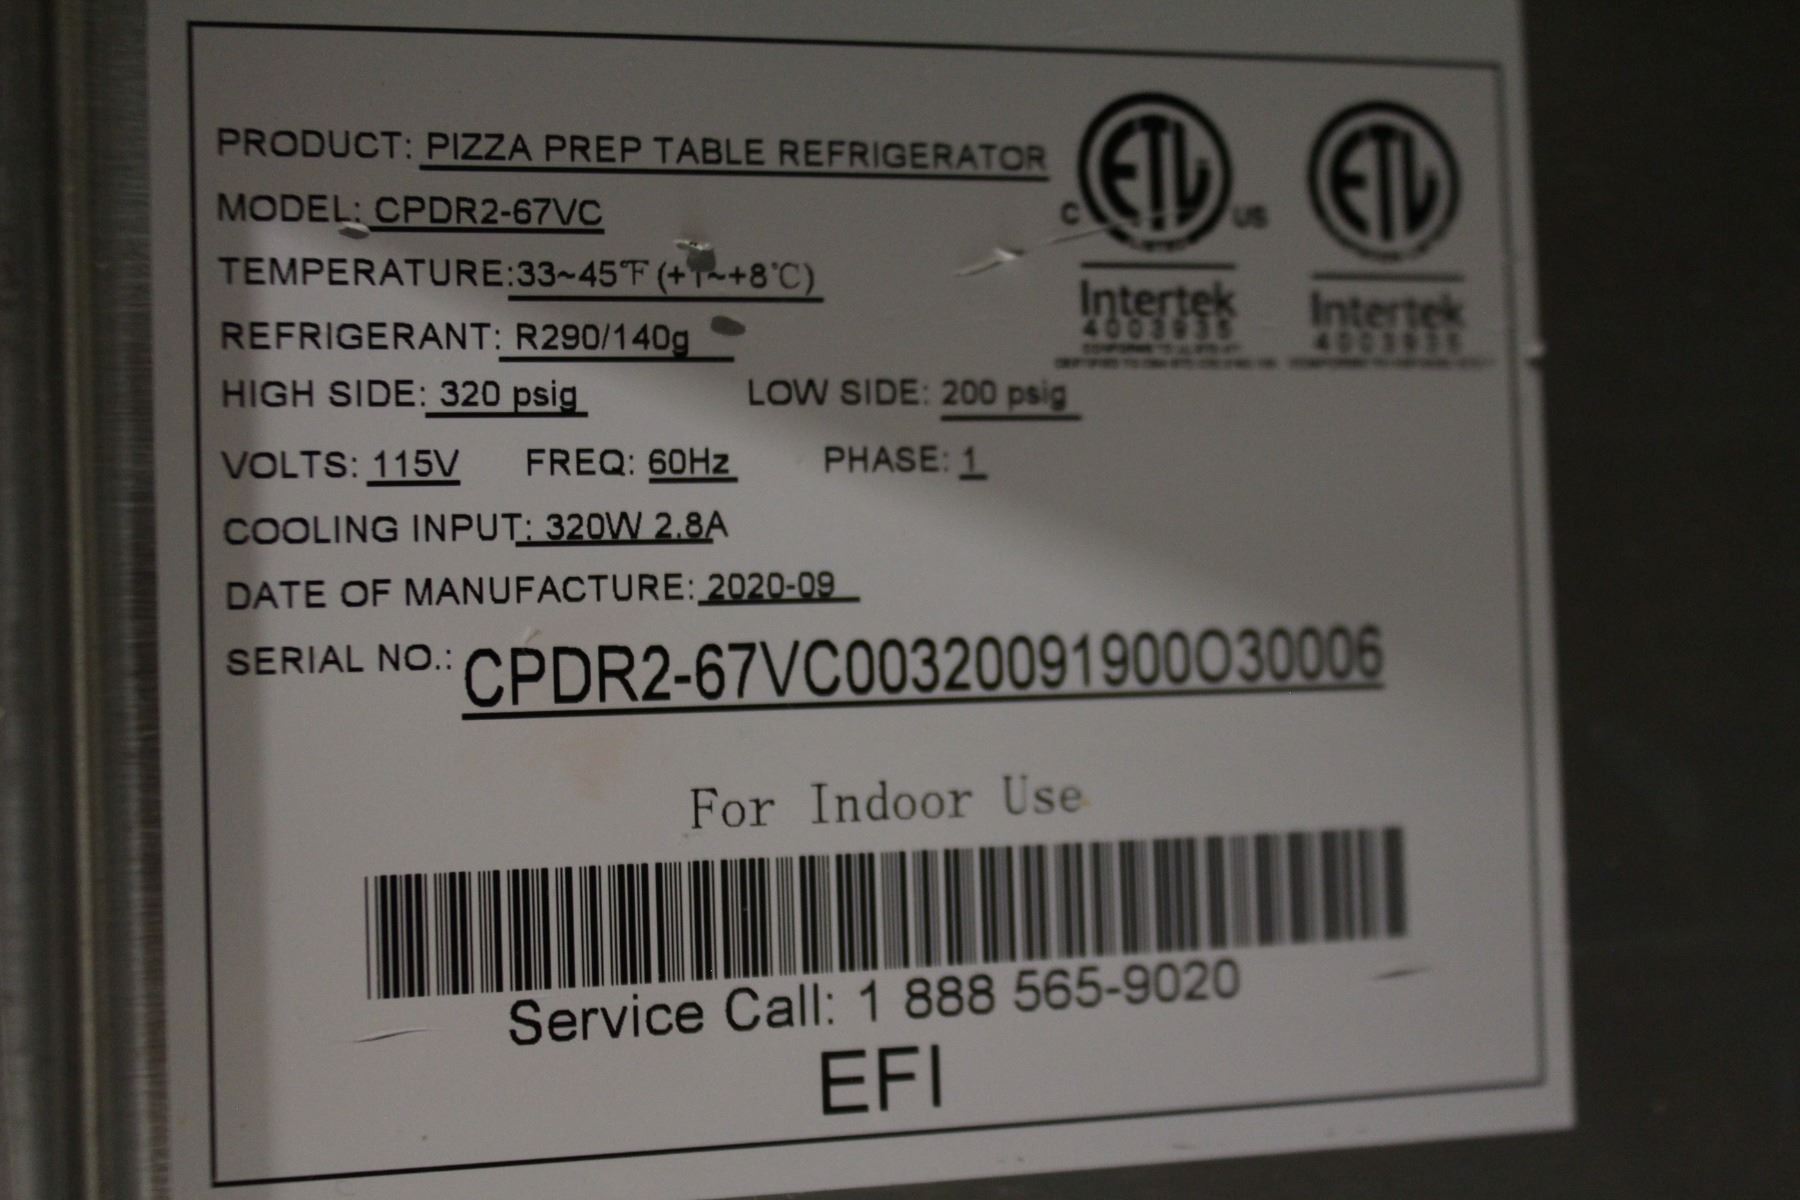 PRODUCT: PIZZA PREP TABLE REFRIGERATOR
MODEL: CPDR2-67VC
TEMPERATURE:33~45℉ (+1~+8℃)
REFRIGERANT: R290/140g
HIGH SIDE: 320 psig LOW SIDE: 200 psig
VOLTS: 115V FREQ: 60Hz PHASE: 1
COOLING INPUT: 320W 2.8A
DATE OF MANUFACTURE: 2020-09
SERIAL NO.: CPDR2-67VC00320091900O30006
ETL ETL
C US
Intertek Intertek
4003935 4003935
For Indoor Use
Service Call: 1 888 565-9020
EFI